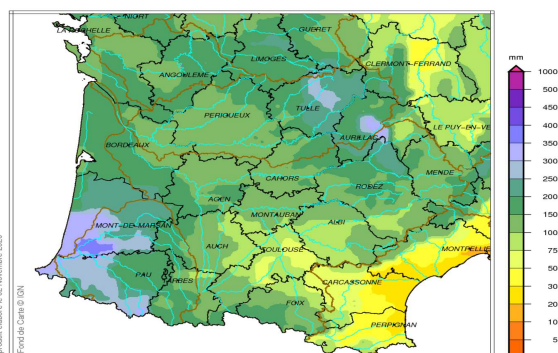 NIORT
LA ROCHELLE
GUERET
LIMOGES
CLERMONT-FERRAND
ANGOULEME
TULLE
PERIGUEUX
AURILLAC
LE PUY-EN-VE
BORDEAUX
MENDE
CAHORS
RODEZ
AGEN
MONTAUBAN
ALBI
MONT-DE-MARSAN
AUCH
TOULOUSE
MONTPELLIE
PAU
TARBES
CARCASSONNE
FOIX
PERPIGNAN
mm
1000
500
450
400
350
300
250
200
150
100
75
50
30
20
10
5
Fond de Carte © IGN